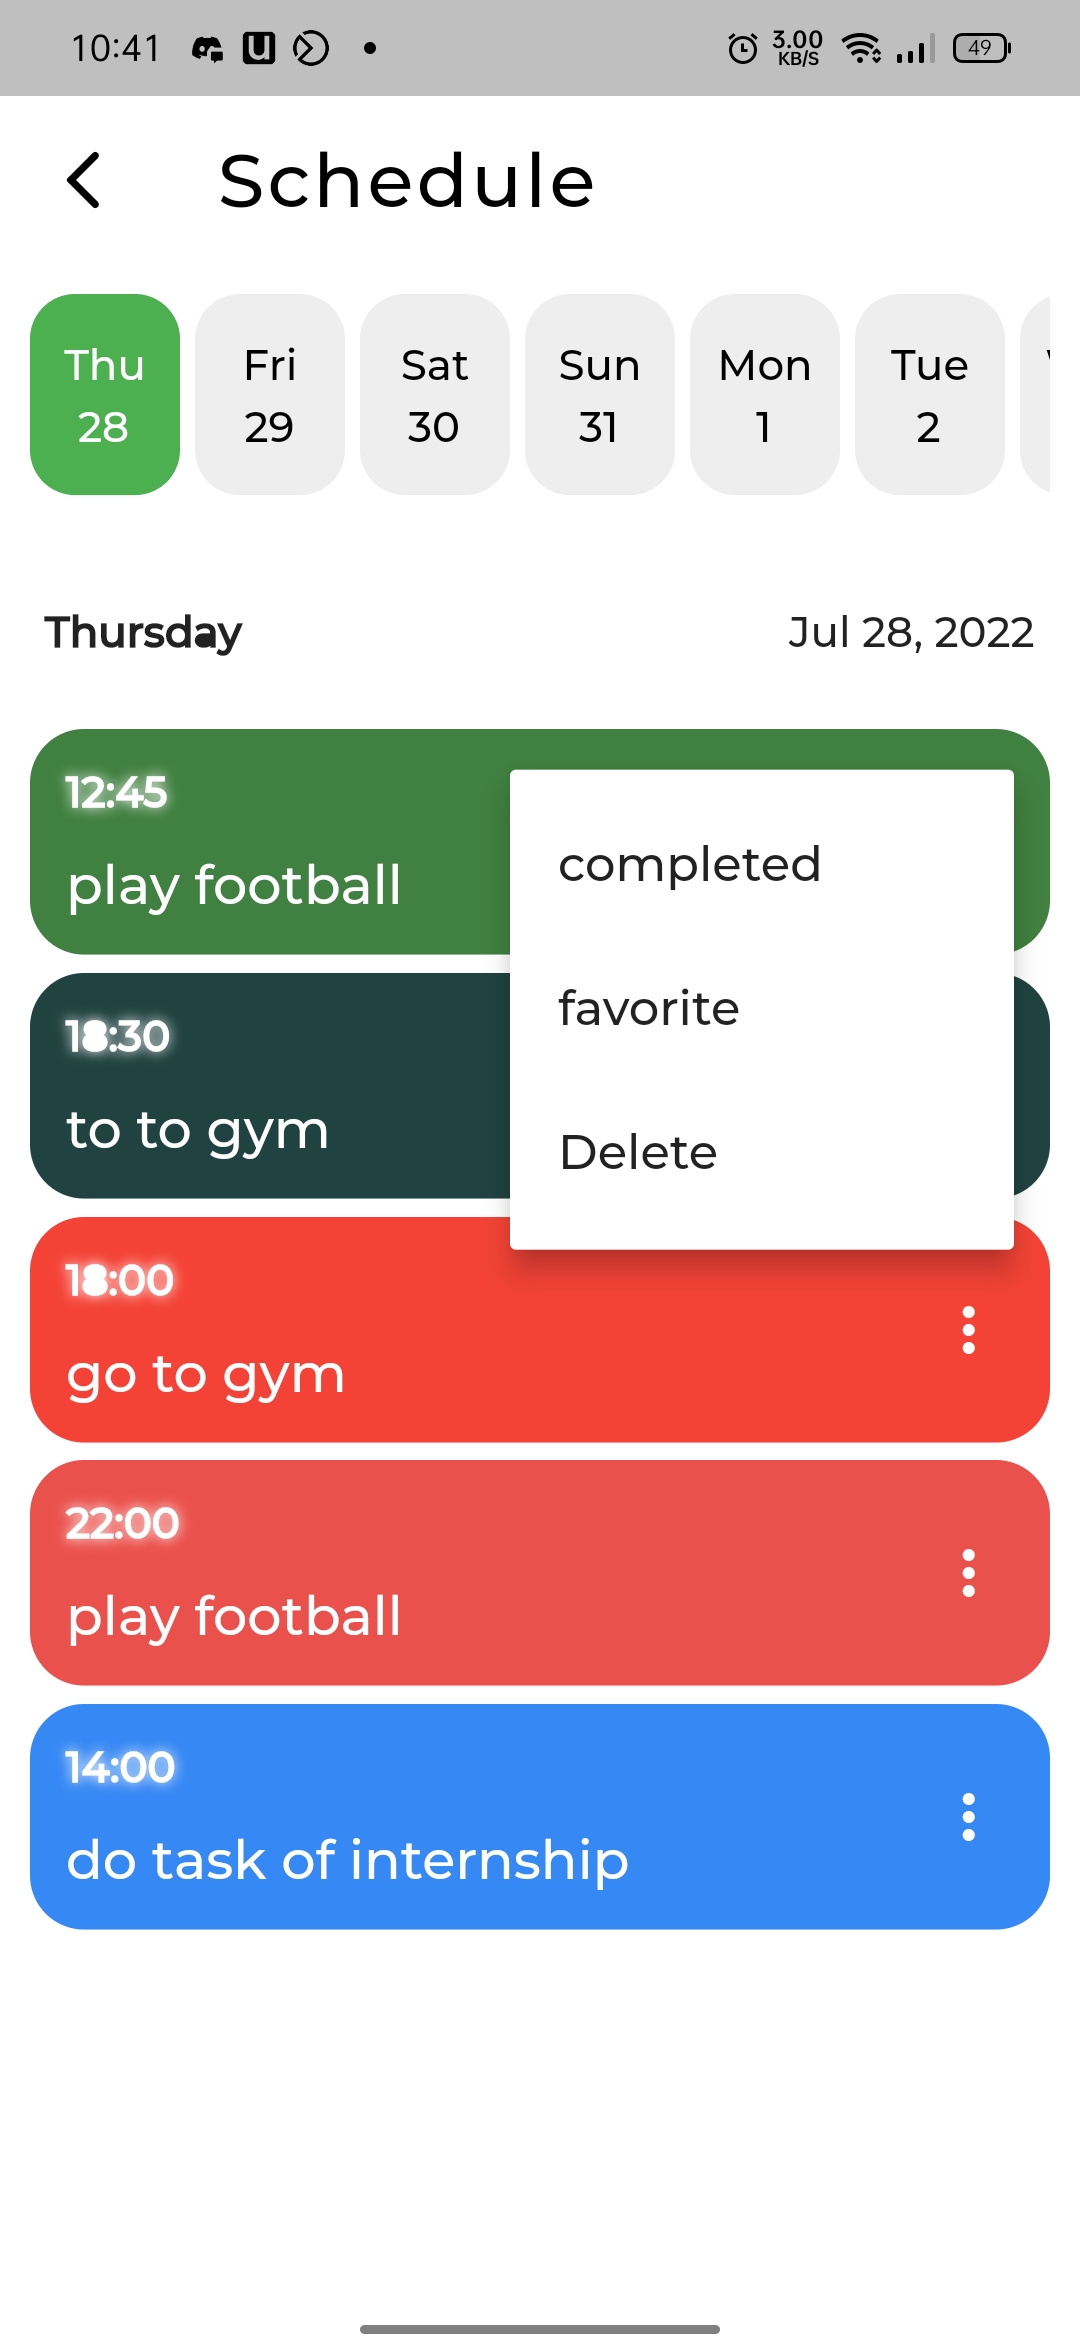 10:41
3.00
KB/S
49
Schedule
Thu Fri Sat Sun Mon Tue
28 29 30 31 1 2
Thursday Jul 28, 2022
12:45
play football
completed
favorite
Delete
18:30
to to gym
18:00
go to gym
22:00
play football
14:00
do task of internship